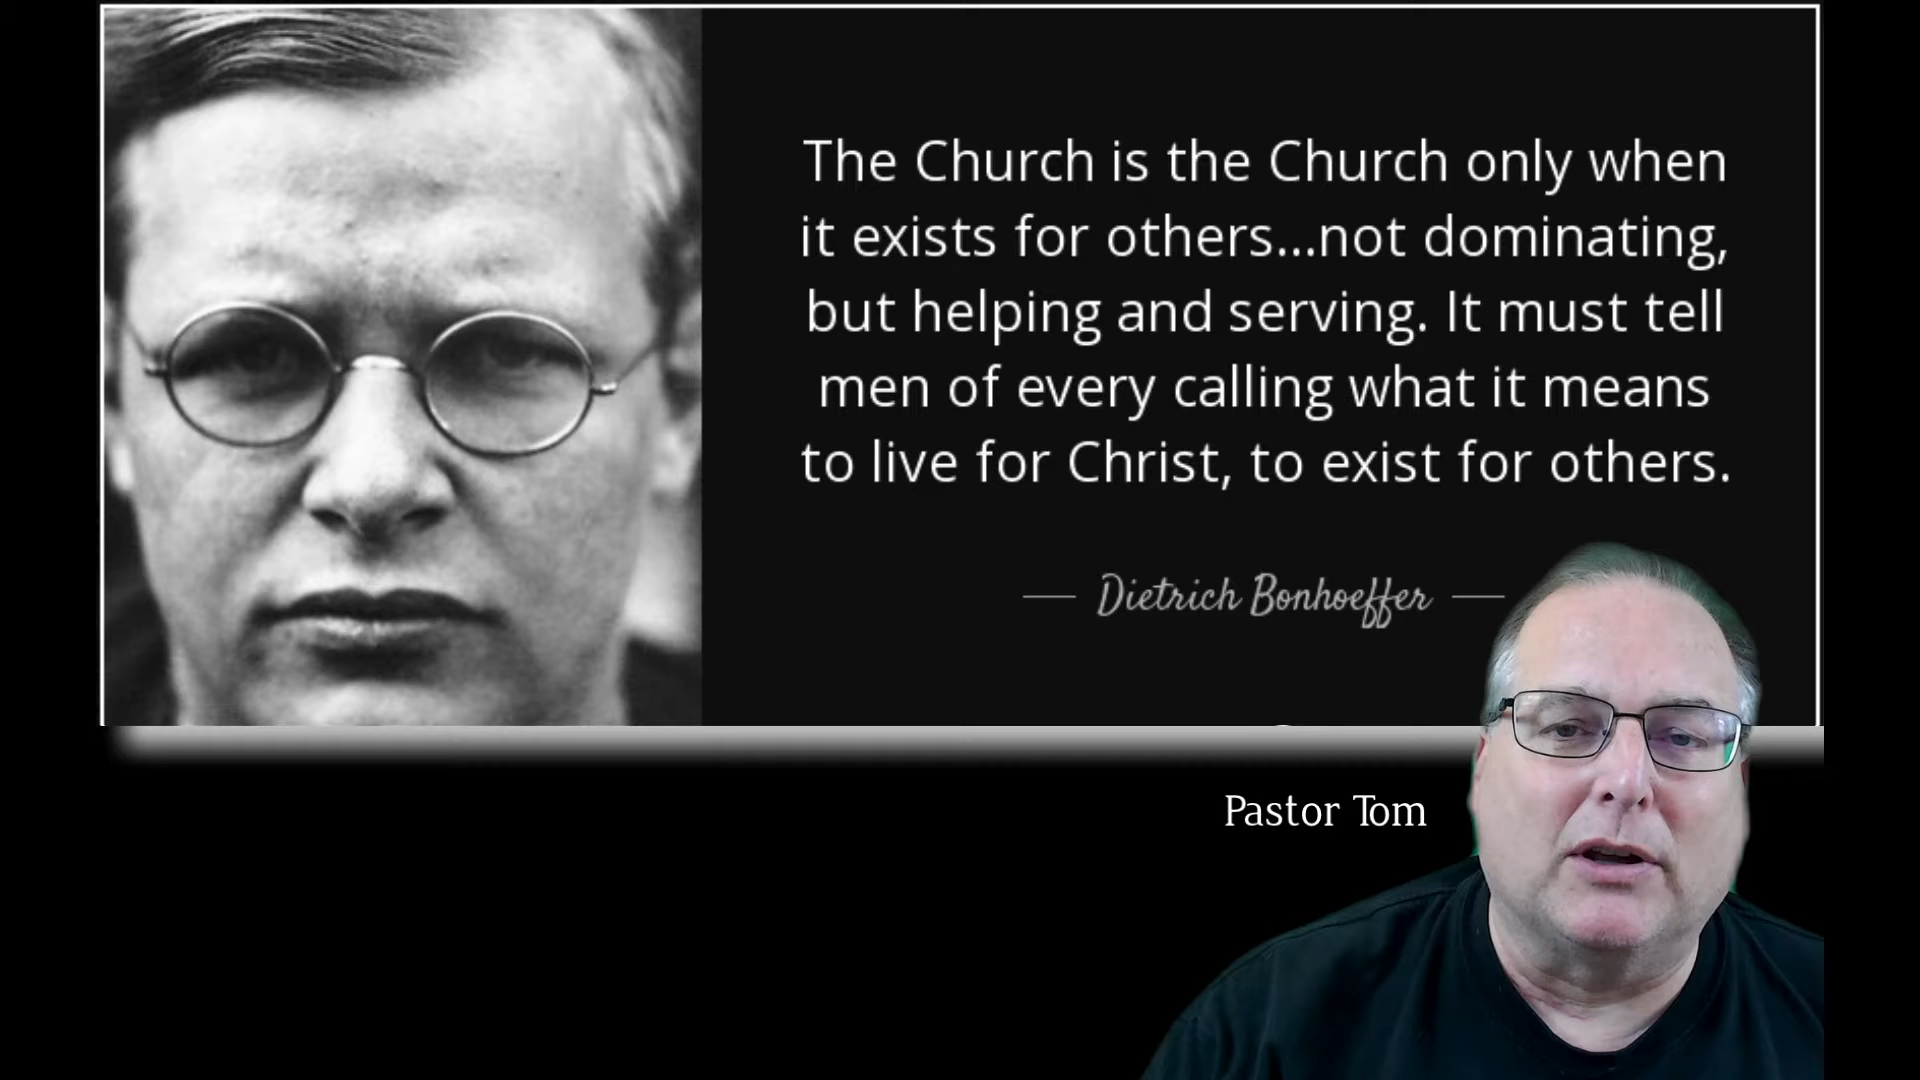 The Church is the Church only when
it exists for others...not dominating,
but helping and serving. It must tell
men of every calling what it means
to live for Christ, to exist for others.
— Dietrich Bonhoeffer —
Pastor Tom